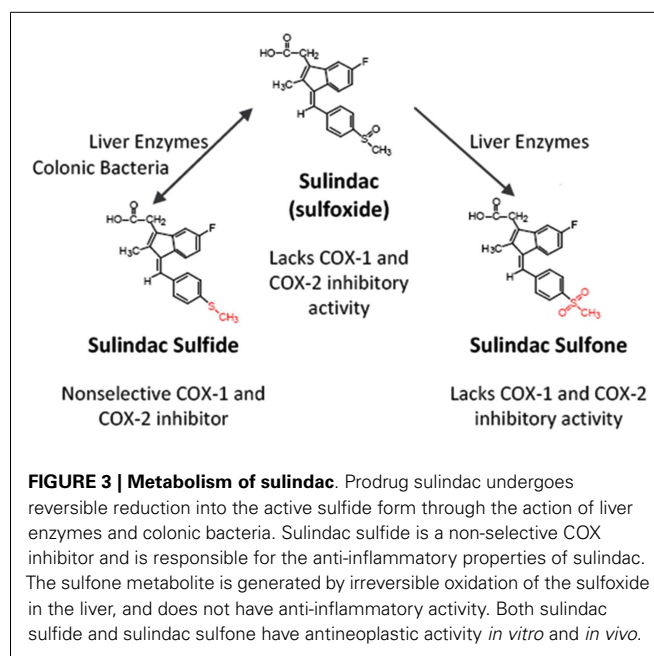 O
HO-C-CH₂
F
H₃C
H
S=O
CH₃
Liver Enzymes
Colonic Bacteria
Liver Enzymes
Sulindac
(sulfoxide)
Lacks COX-1 and
COX-2 inhibitory
activity
O
HO-C-CH₂
F
H₃C
H
S
CH₃
Sulindac Sulfide
Nonselective COX-1 and
COX-2 inhibitor
O
HO-C-CH₂
F
H₃C
H
O=S=O
CH₃
Sulindac Sulfone
Lacks COX-1 and COX-2
inhibitory activity
FIGURE 3 | Metabolism of sulindac. Prodrug sulindac undergoes
reversible reduction into the active sulfide form through the action of liver
enzymes and colonic bacteria. Sulindac sulfide is a non-selective COX
inhibitor and is responsible for the anti-inflammatory properties of sulindac.
The sulfone metabolite is generated by irreversible oxidation of the sulfoxide
in the liver, and does not have anti-inflammatory activity. Both sulindac
sulfide and sulindac sulfone have antineoplastic activity in vitro and in vivo.